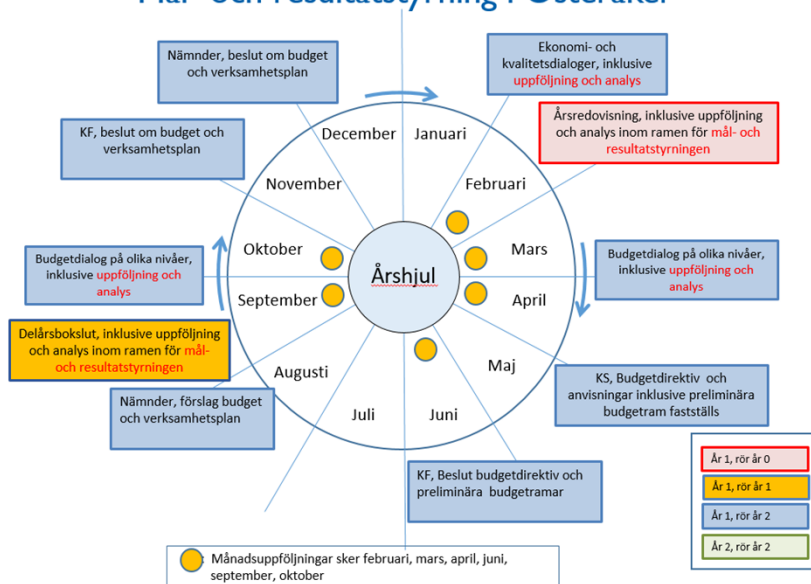 Mål- och resultatstyrning i Österåker
Nämnder, beslut om budget
och verksamhetsplan
Ekonomi- och
kvalitetsdialoger, inklusive
uppföljning och analys
KF, beslut om budget och
verksamhetsplan
Årsredovisning, inklusive uppföljning
och analys inom ramen för mål- och
resultatstyrningen
December
Januari
November
Februari
Oktober
Mars
Budgetdialog på olika nivåer,
inklusive uppföljning och
analys
Årshjul
Budgetdialog på olika nivåer,
inklusive uppföljning och
analys
September
April
Delårsbokslut, inklusive uppföljning
och analys inom ramen för mål-
och resultatstyrningen
Augusti
Maj
Nämnder, förslag budget
och verksamhetsplan
Juli
Juni
KS, Budgetdirektiv och
anvisningar inklusive preliminära
budgetram fastställs
KF, Beslut budgetdirektiv och
preliminära budgetramar
År 1, rör år 0
År 1, rör år 1
År 1, rör år 2
År 2, rör år 2
: Månadsuppföljningar sker februari, mars, april, juni,
september, oktober